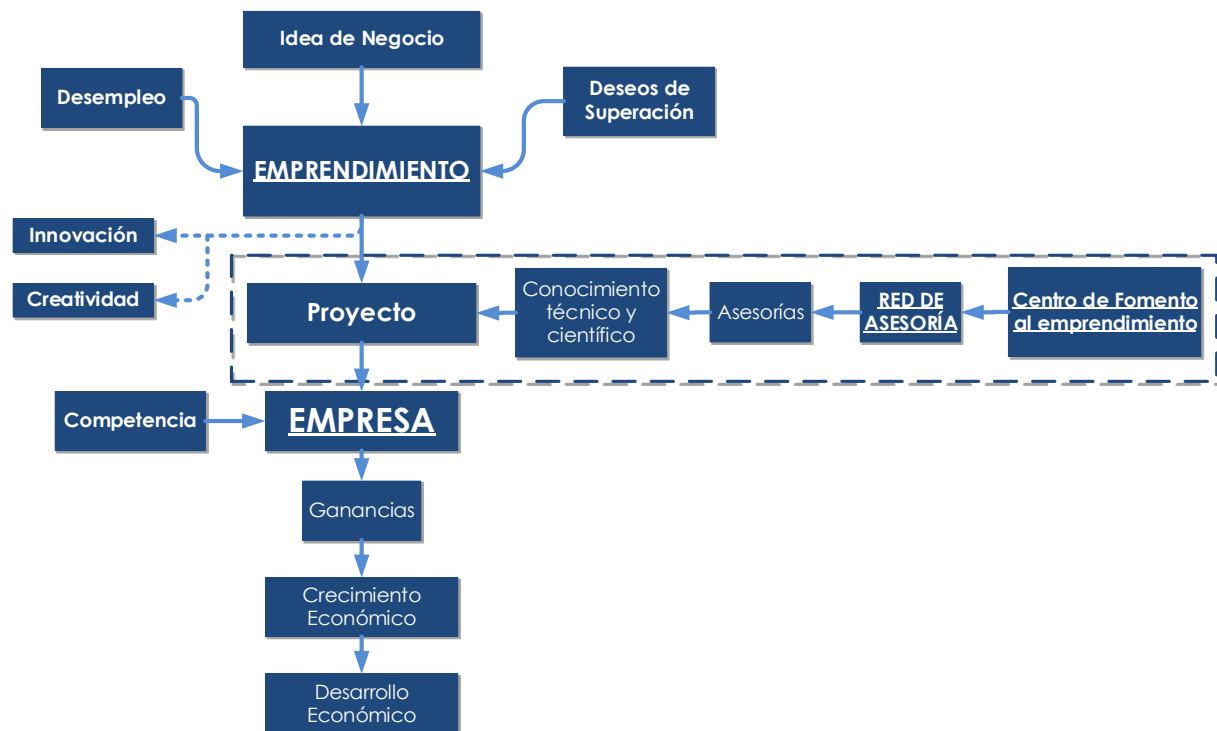 Idea de Negocio
Desempleo
Deseos de
Superación
EMPRENDIMIENTO
Innovación
Creatividad
Proyecto
Conocimiento
técnico y
científico
Asesorías
RED DE
ASESORÍA
Centro de Fomento
al emprendimiento
Competencia
EMPRESA
Ganancias
Crecimiento
Económico
Desarrollo
Económico